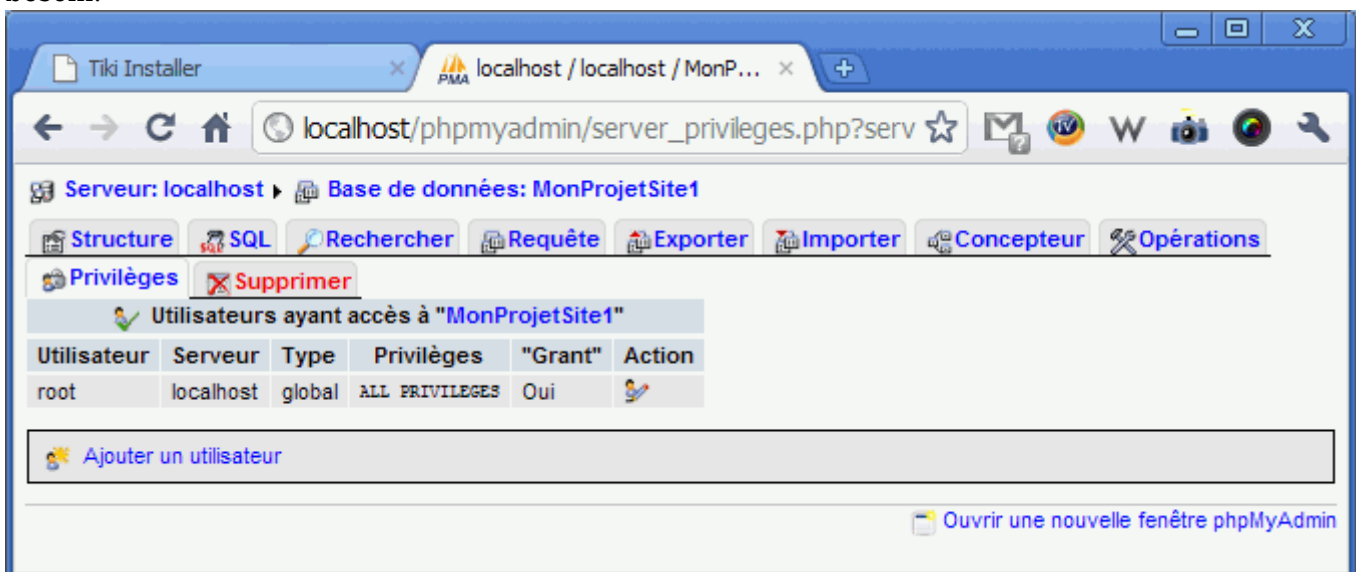 Tiki Installer
PMA localhost / localhost / MonP...
localhost/phpmyadmin/server_privileges.php?serv
Serveur: localhost Base de données: MonProjetSite1
Structure SQL Rechercher Requête Exporter Importer Concepteur Opérations
Privilèges Supprimer
Utilisateurs ayant accès à "MonProjetSite1"
Utilisateur Serveur Type Privilèges "Grant" Action
root localhost global ALL PRIVILEGES Oui
Ajouter un utilisateur
Ouvrir une nouvelle fenêtre phpMyAdmin